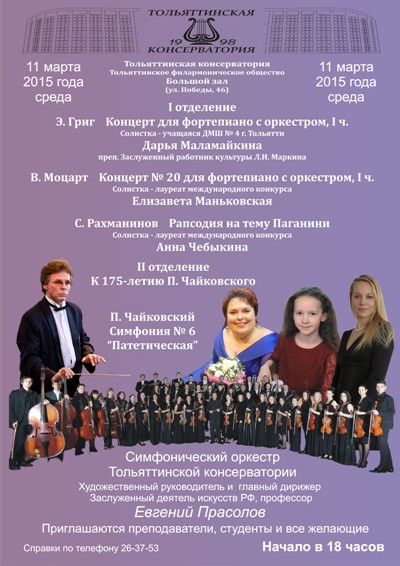 ТОЛЬЯТТИНСКАЯ
19 98
КОНСЕРВАТОРИЯ
11 марта
2015 года
среда
Тольяттинская консерватория
Тольяттинское филармоническое общество
Большой зал
(ул. Победы, 46)
11 марта
2015 года
среда
I отделение
Э. Григ Концерт для фортепиано с оркестром, I ч.
Солистка - учащаяся ДМШ № 4 г. Тольятти
Дарья Маламайкина
преп. Заслуженный работник культуры Л.И. Маркина
В. Моцарт Концерт № 20 для фортепиано с оркестром, I ч.
Солистка - лауреат международного конкурса
Елизавета Маньковская
С. Рахманинов Рапсодия на тему Паганини
Солистка - лауреат международного конкурса
Анна Чебыкина
II отделение
К 175-летию П. Чайковского
П. Чайковский
Симфония № 6
“Патетическая”
Симфонический оркестр
Тольяттинской консерватории
Художественный руководитель и главный дирижер
Заслуженный деятель искусств РФ, профессор
Евгений Прасолов
Приглашаются преподаватели, студенты и все желающие
Справки по телефону 26-37-53
Начало в 18 часов